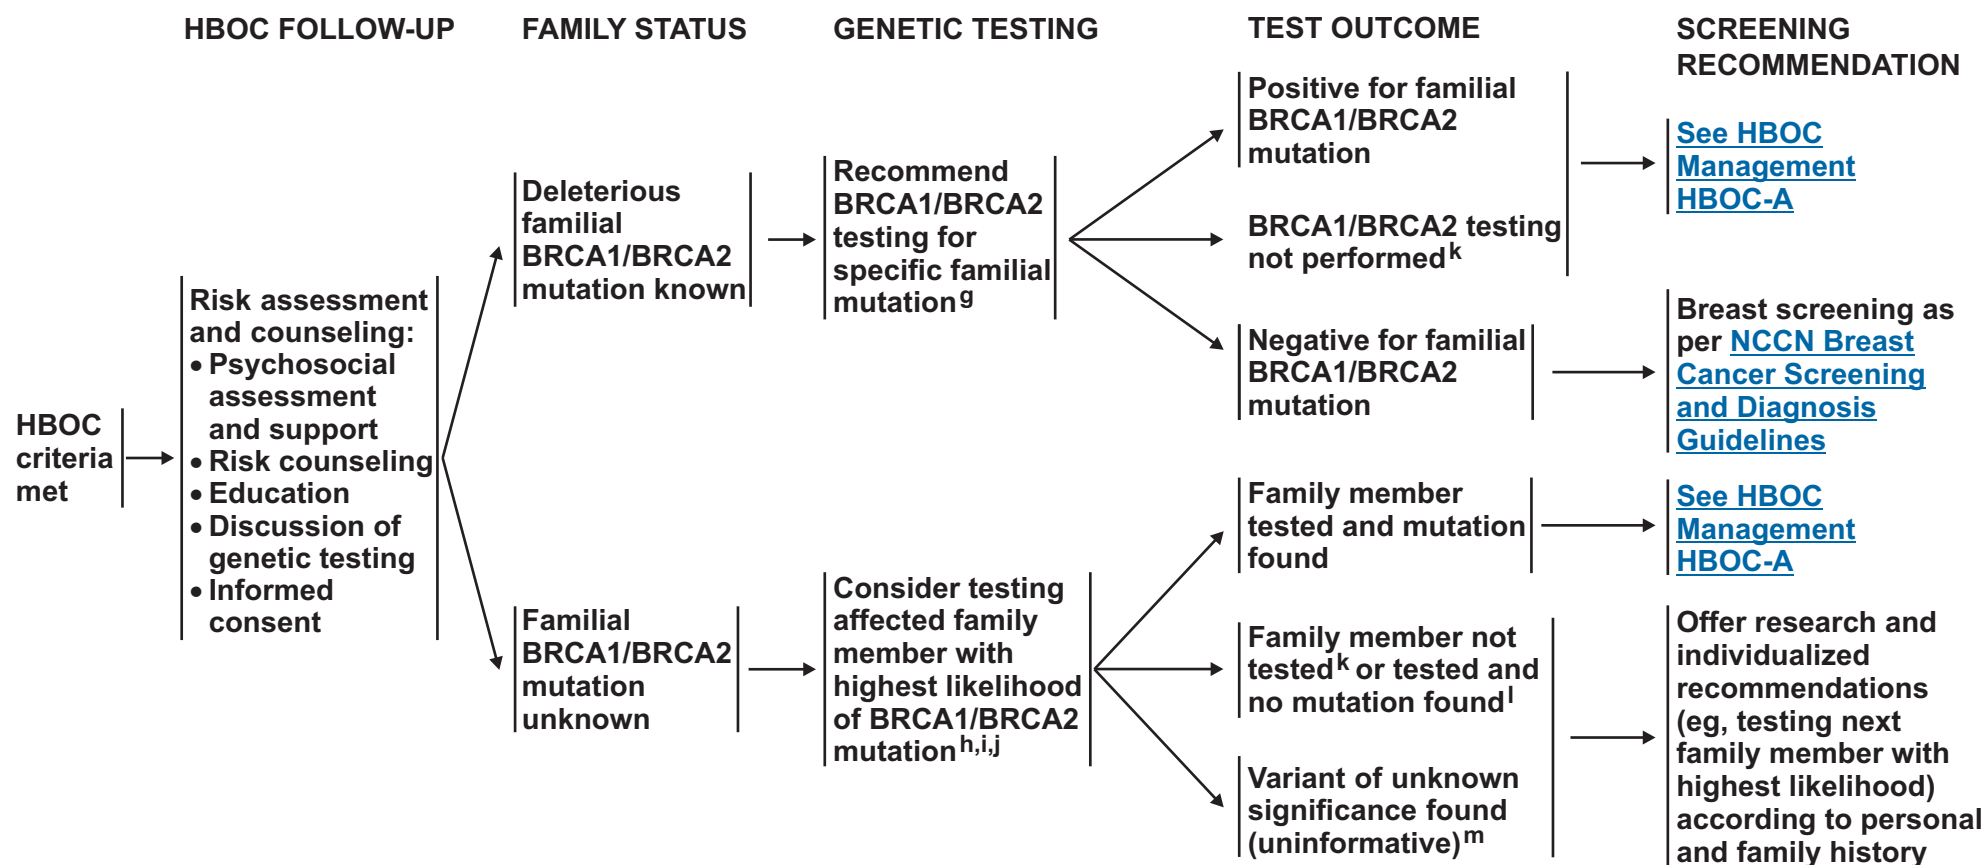 HBOC FOLLOW-UP
FAMILY STATUS
GENETIC TESTING
TEST OUTCOME
SCREENING
RECOMMENDATION
HBOC
criteria
met
Risk assessment
and counseling:
• Psychosocial
assessment
and support
• Risk counseling
• Education
• Discussion of
genetic testing
• Informed
consent
Deleterious
familial
BRCA1/BRCA2
mutation known
Recommend
BRCA1/BRCA2
testing for
specific familial
mutation^g
Positive for familial
BRCA1/BRCA2
mutation
BRCA1/BRCA2 testing
not performed^k
See HBOC
Management
HBOC-A
Negative for familial
BRCA1/BRCA2
mutation
Breast screening as
per NCCN Breast
Cancer Screening
and Diagnosis
Guidelines
Familial
BRCA1/BRCA2
mutation
unknown
Consider testing
affected family
member with
highest likelihood
of BRCA1/BRCA2
mutation^h,i,j
Family member
tested and mutation
found
See HBOC
Management
HBOC-A
Family member not
tested^k or tested and
no mutation found^l
Variant of unknown
significance found
(uninformative)^m
Offer research and
individualized
recommendations
(eg, testing next
family member with
highest likelihood)
according to personal
and family history